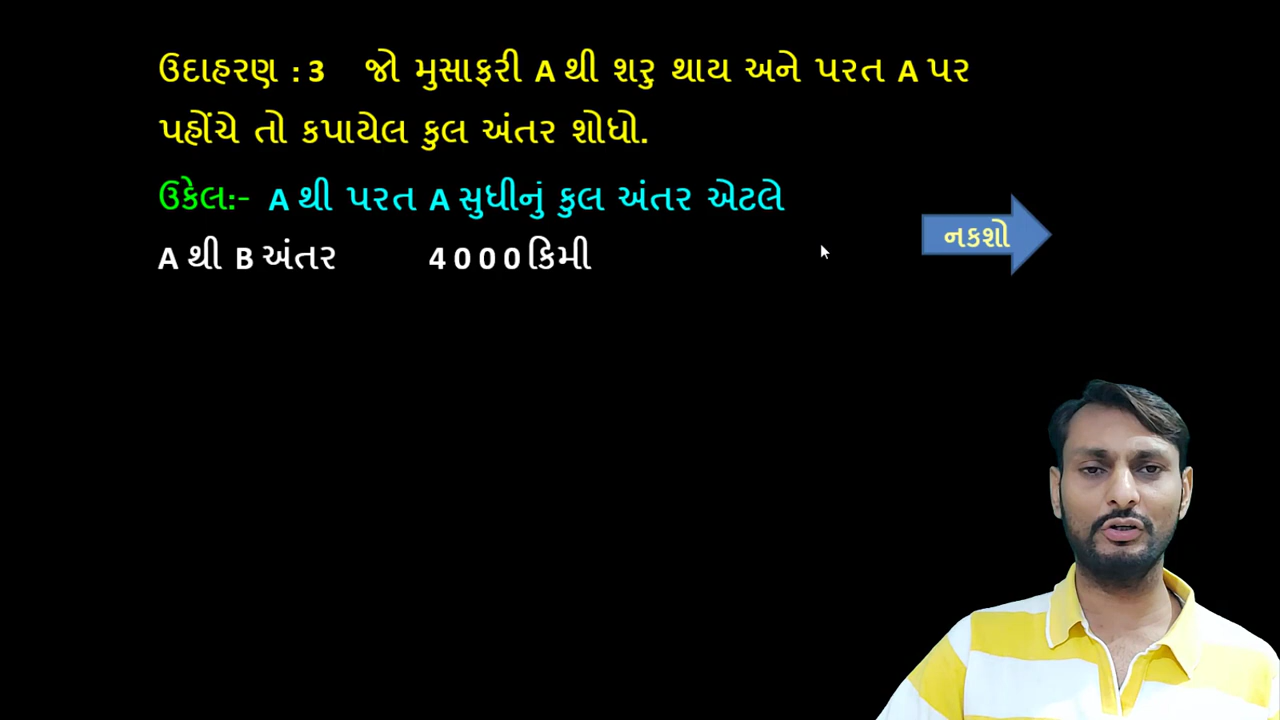 ઉદાહરણ : 3 જો મુસાફરી A થી શરુ થાય અને પરત A પર
પહોંચે તો કપાયેલ કુલ અંતર શોધો.
ઉકેલ:- A થી પરત A સુધીનું કુલ અંતર એટલે
નકશો
A થી B અંતર 4000 કિમી